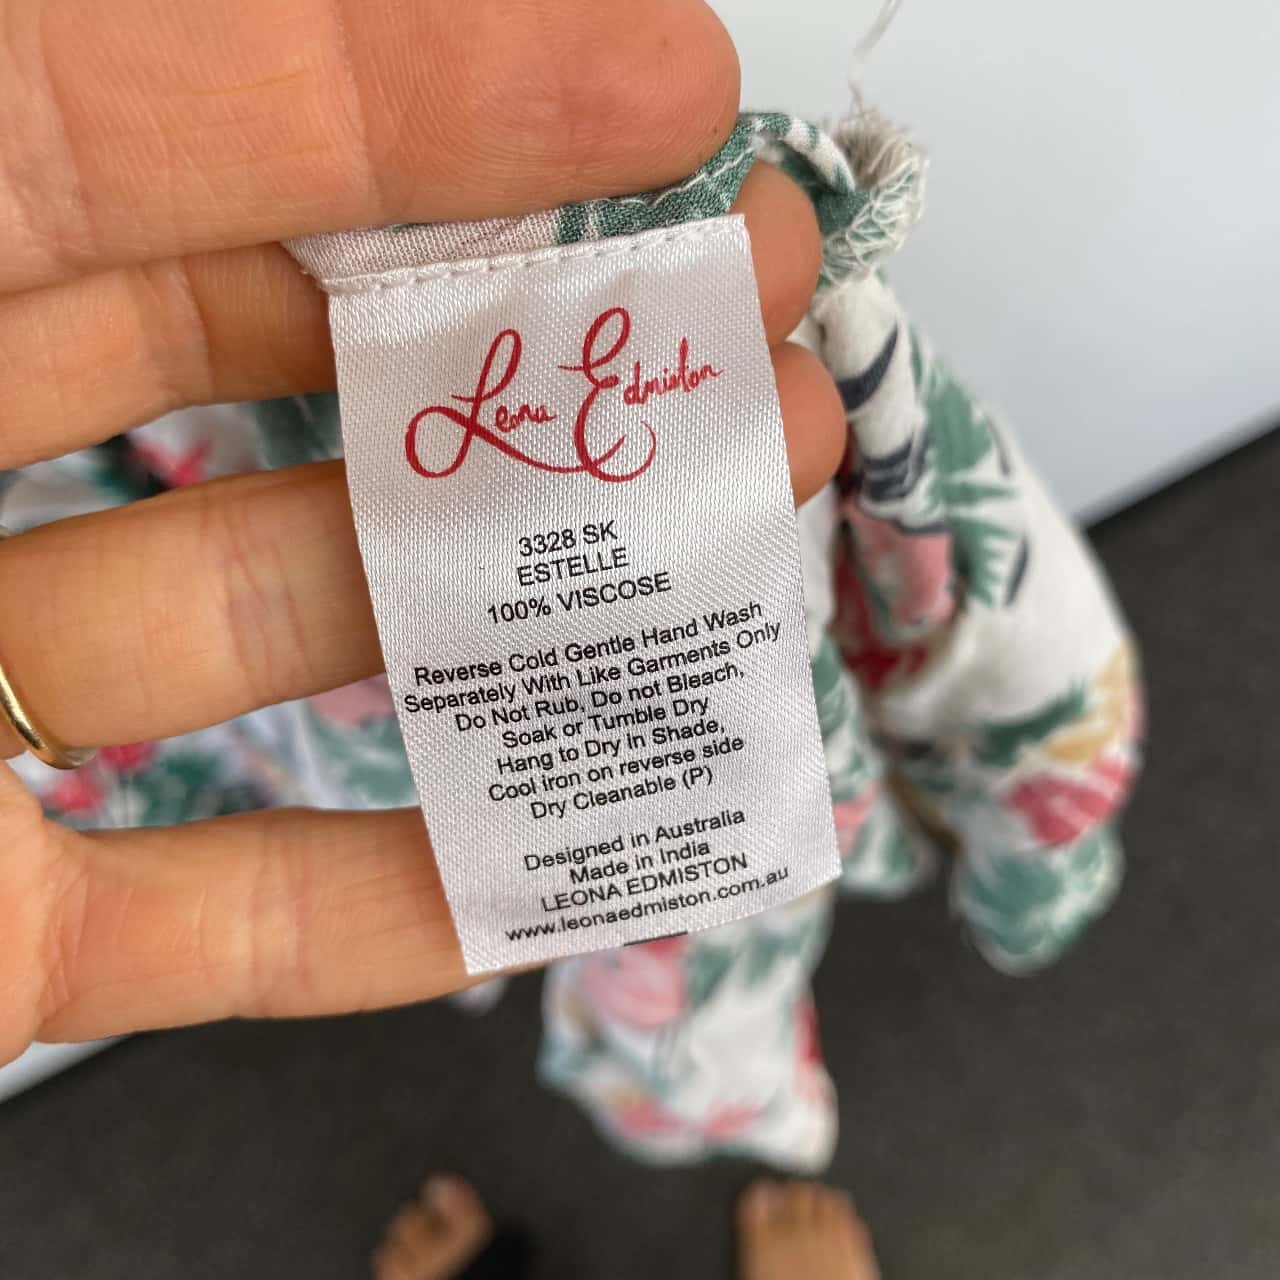 Leona Edmiston
3328 SK
ESTELLE
100% VISCOSE
Reverse Cold Gentle Hand Wash
Separately With Like Garments Only
Do Not Rub, Do not Bleach,
Soak or Tumble Dry
Hang to Dry in Shade,
Cool iron on reverse side
Dry Cleanable (P)
Designed in Australia
Made in India
LEONA EDMISTON
www.leonaedmiston.com.au